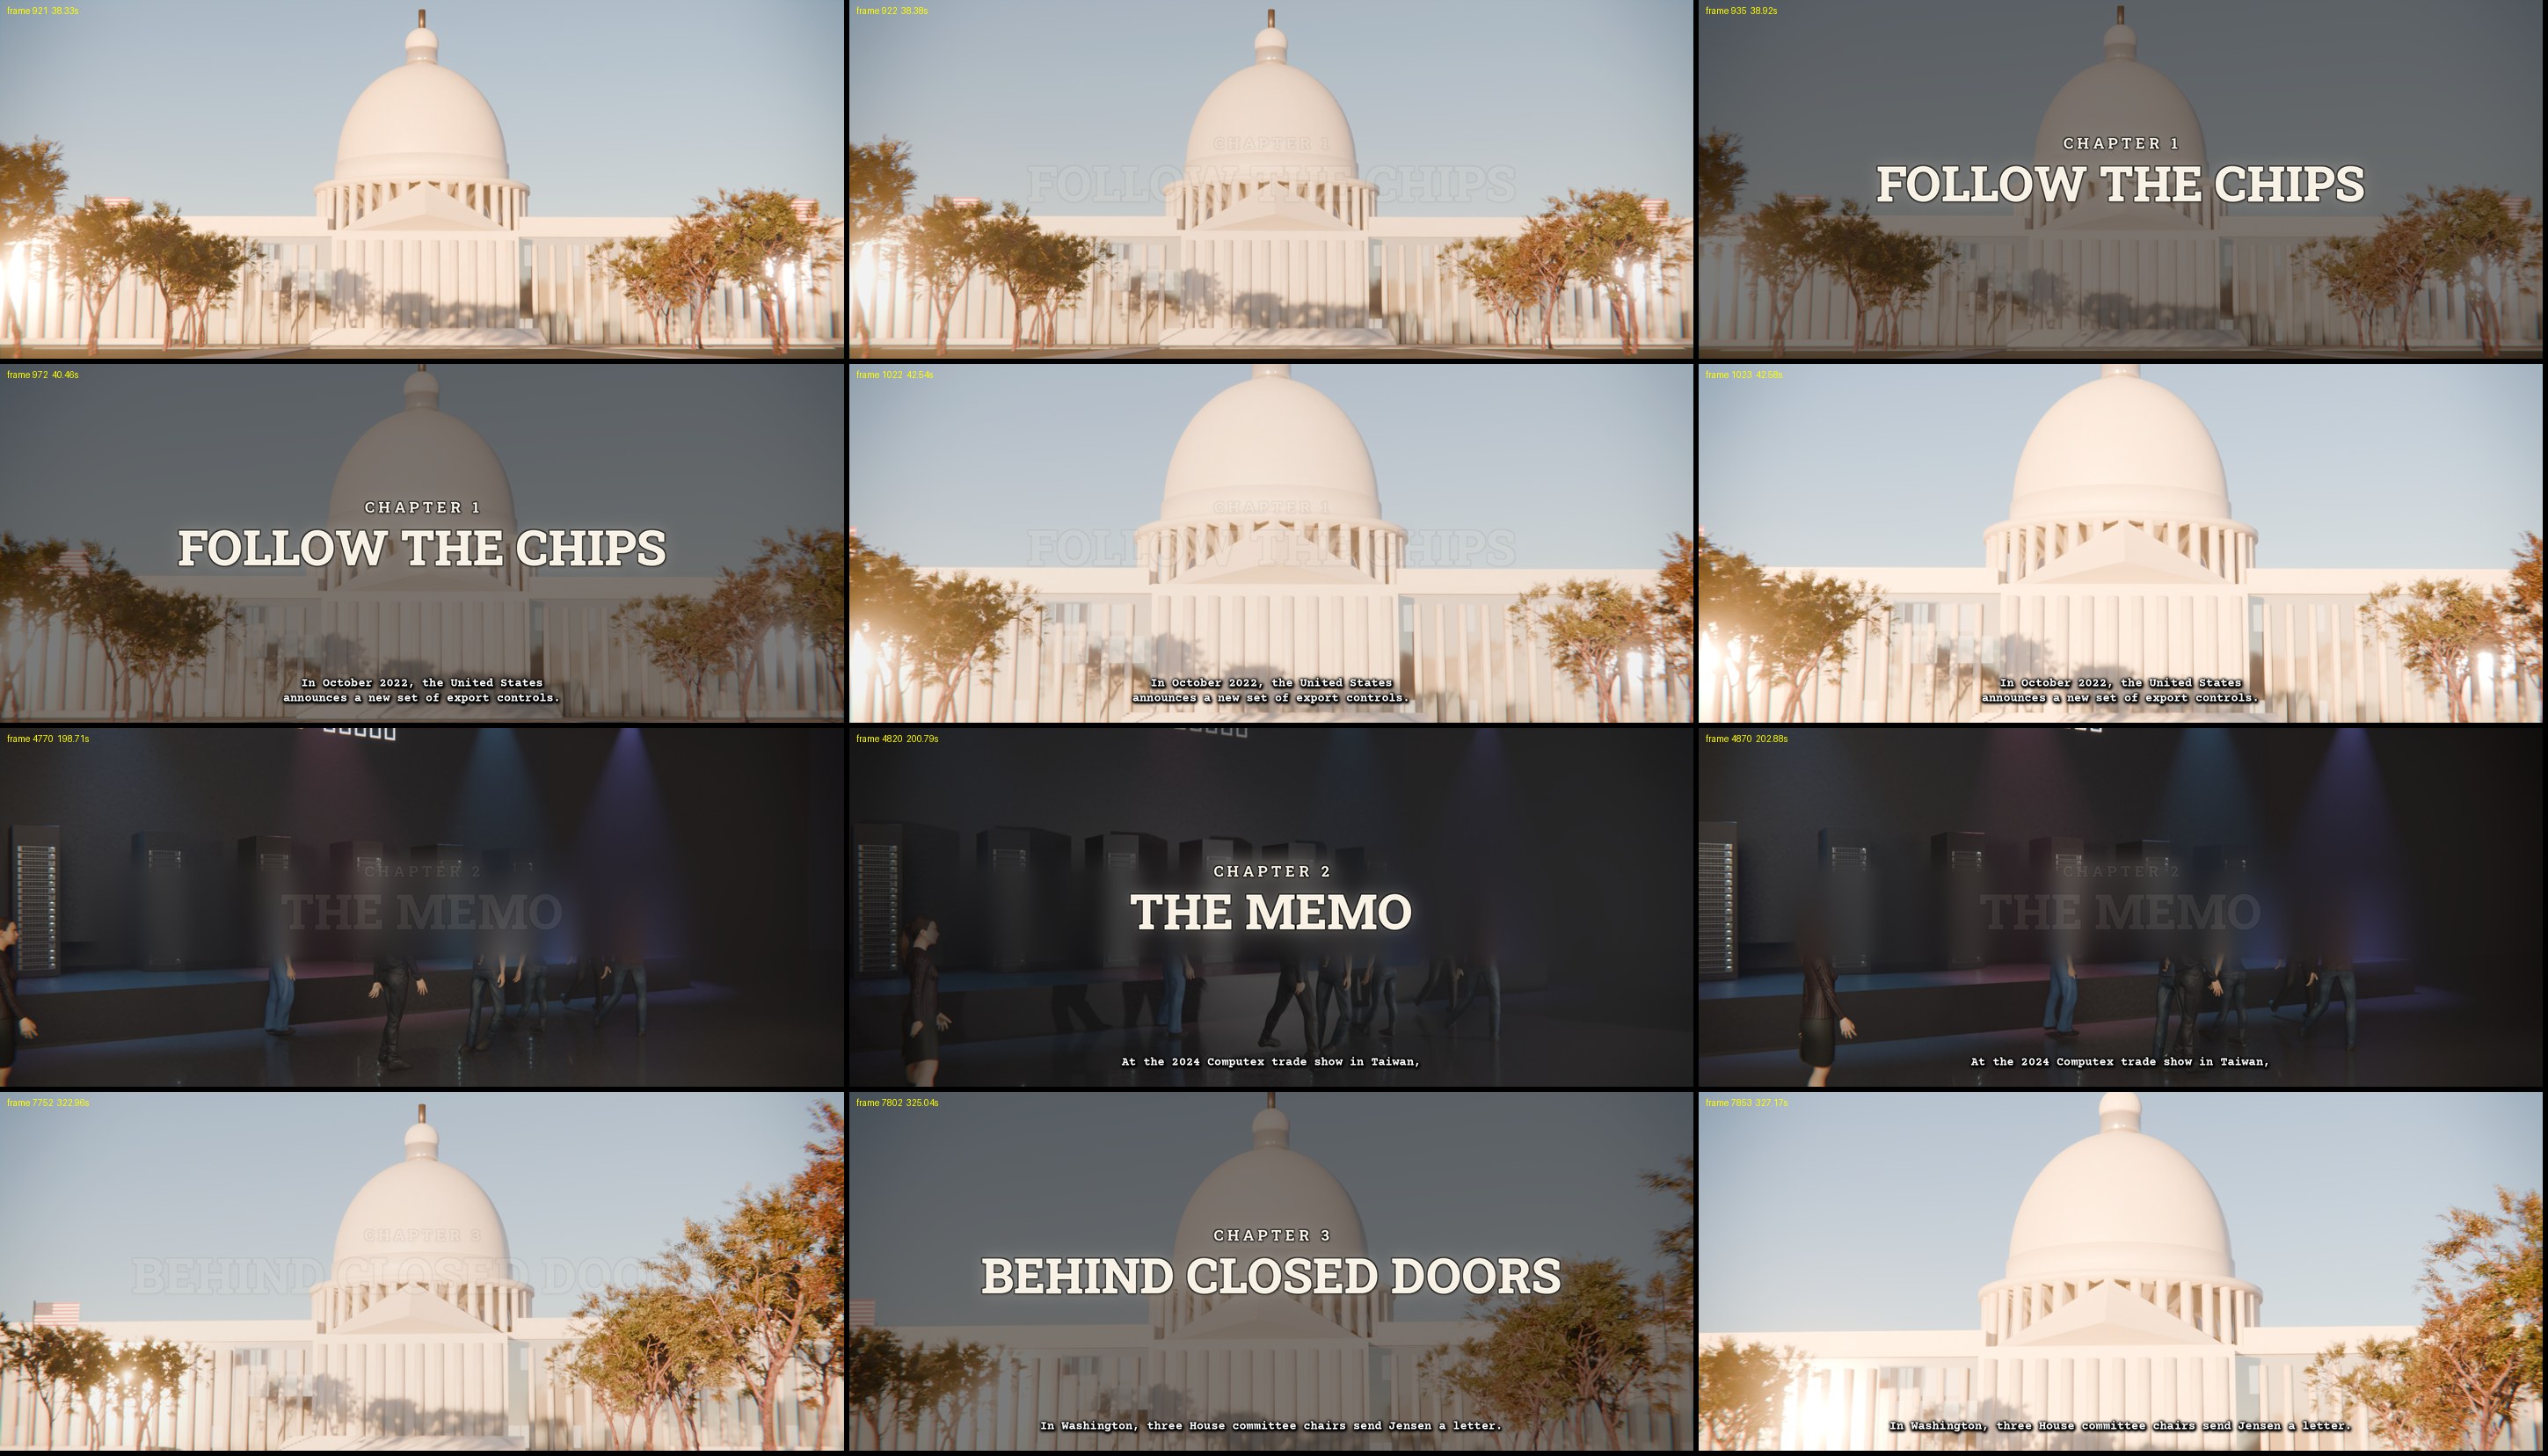 frame 921 38.33s
frame 922 38.38s
CHAPTER 1
FOLLOW THE CHIPS
frame 935 38.92s
CHAPTER 1
FOLLOW THE CHIPS
frame 972 40.46s
CHAPTER 1
FOLLOW THE CHIPS
In October 2022, the United States
announces a new set of export controls.
frame 1022 42.54s
CHAPTER 1
FOLLOW THE CHIPS
In October 2022, the United States
announces a new set of export controls.
frame 1023 42.58s
In October 2022, the United States
announces a new set of export controls.
frame 4770 198.71s
CHAPTER 2
THE MEMO
frame 4820 200.79s
CHAPTER 2
THE MEMO
At the 2024 Computex trade show in Taiwan,
frame 4870 202.88s
CHAPTER 2
THE MEMO
At the 2024 Computex trade show in Taiwan,
frame 7752 322.96s
CHAPTER 3
BEHIND CLOSED DOORS
frame 7802 325.04s
CHAPTER 3
BEHIND CLOSED DOORS
In Washington, three House committee chairs send Jensen a letter.
frame 7853 327.17s
In Washington, three House committee chairs send Jensen a letter.